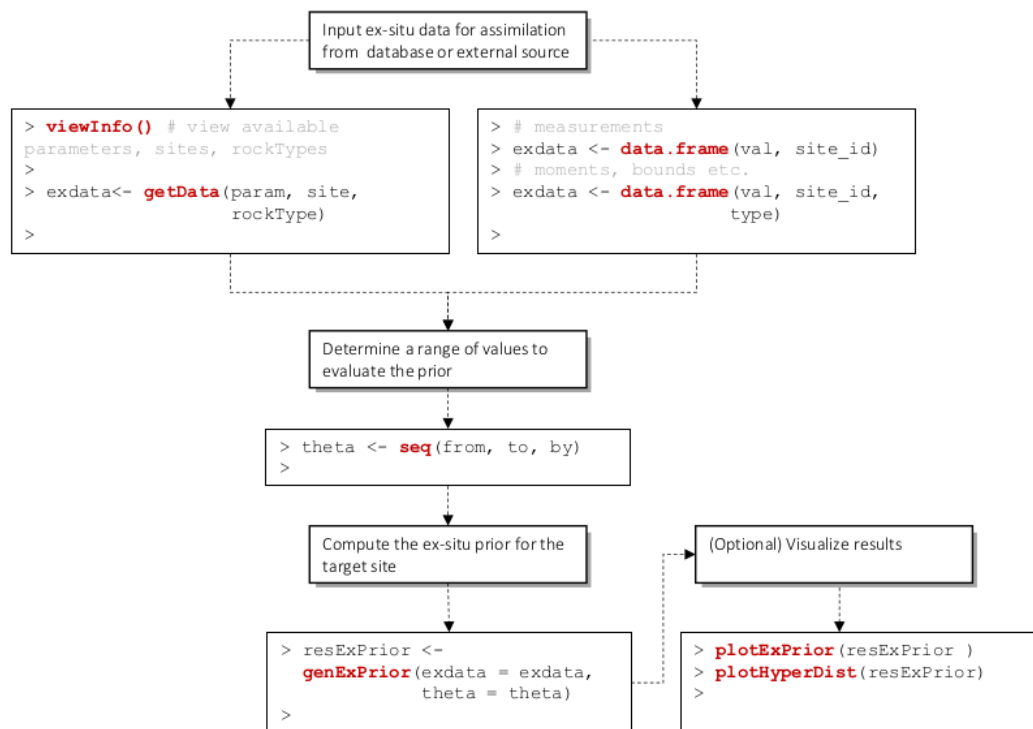 Input ex-situ data for assimilation
from database or external source
> viewInfo() # view available
parameters, sites, rockTypes
>
> exdata<- getData(param, site,
rockType)
>
> # measurements
> exdata <- data.frame(val, site_id)
> # moments, bounds etc.
> exdata <- data.frame(val, site_id,
type)
>
Determine a range of values to
evaluate the prior
> theta <- seq(from, to, by)
>
Compute the ex-situ prior for the
target site
(Optional) Visualize results
> resExPrior <-
genExPrior(exdata = exdata,
theta = theta)
>
> plotExPrior(resExPrior )
> plotHyperDist(resExPrior)
>